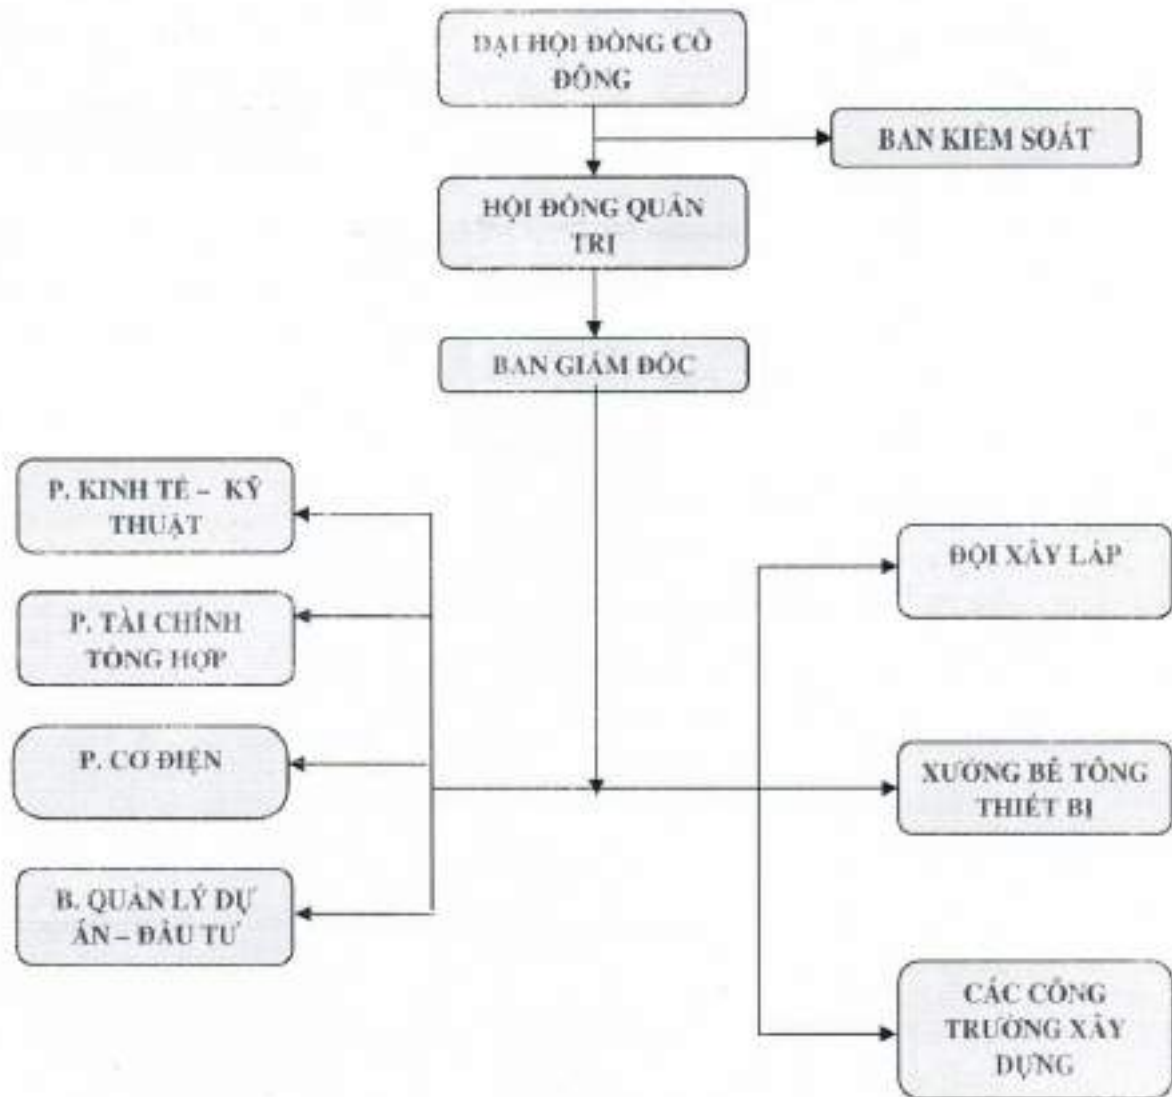 ĐẠI HỘI ĐỒNG CỔ
ĐÔNG
BAN KIỂM SOÁT
HỘI ĐỒNG QUẢN
TRỊ
BAN GIÁM ĐỐC
P. KINH TẾ – KỸ
THUẬT
P. TÀI CHÍNH
TỔNG HỢP
P. CƠ ĐIỆN
B. QUẢN LÝ DỰ
ÁN – ĐẦU TƯ
ĐỘI XÂY LẮP
XƯỞNG BÊ TÔNG
THIẾT BỊ
CÁC CÔNG
TRƯỜNG XÂY
DỰNG